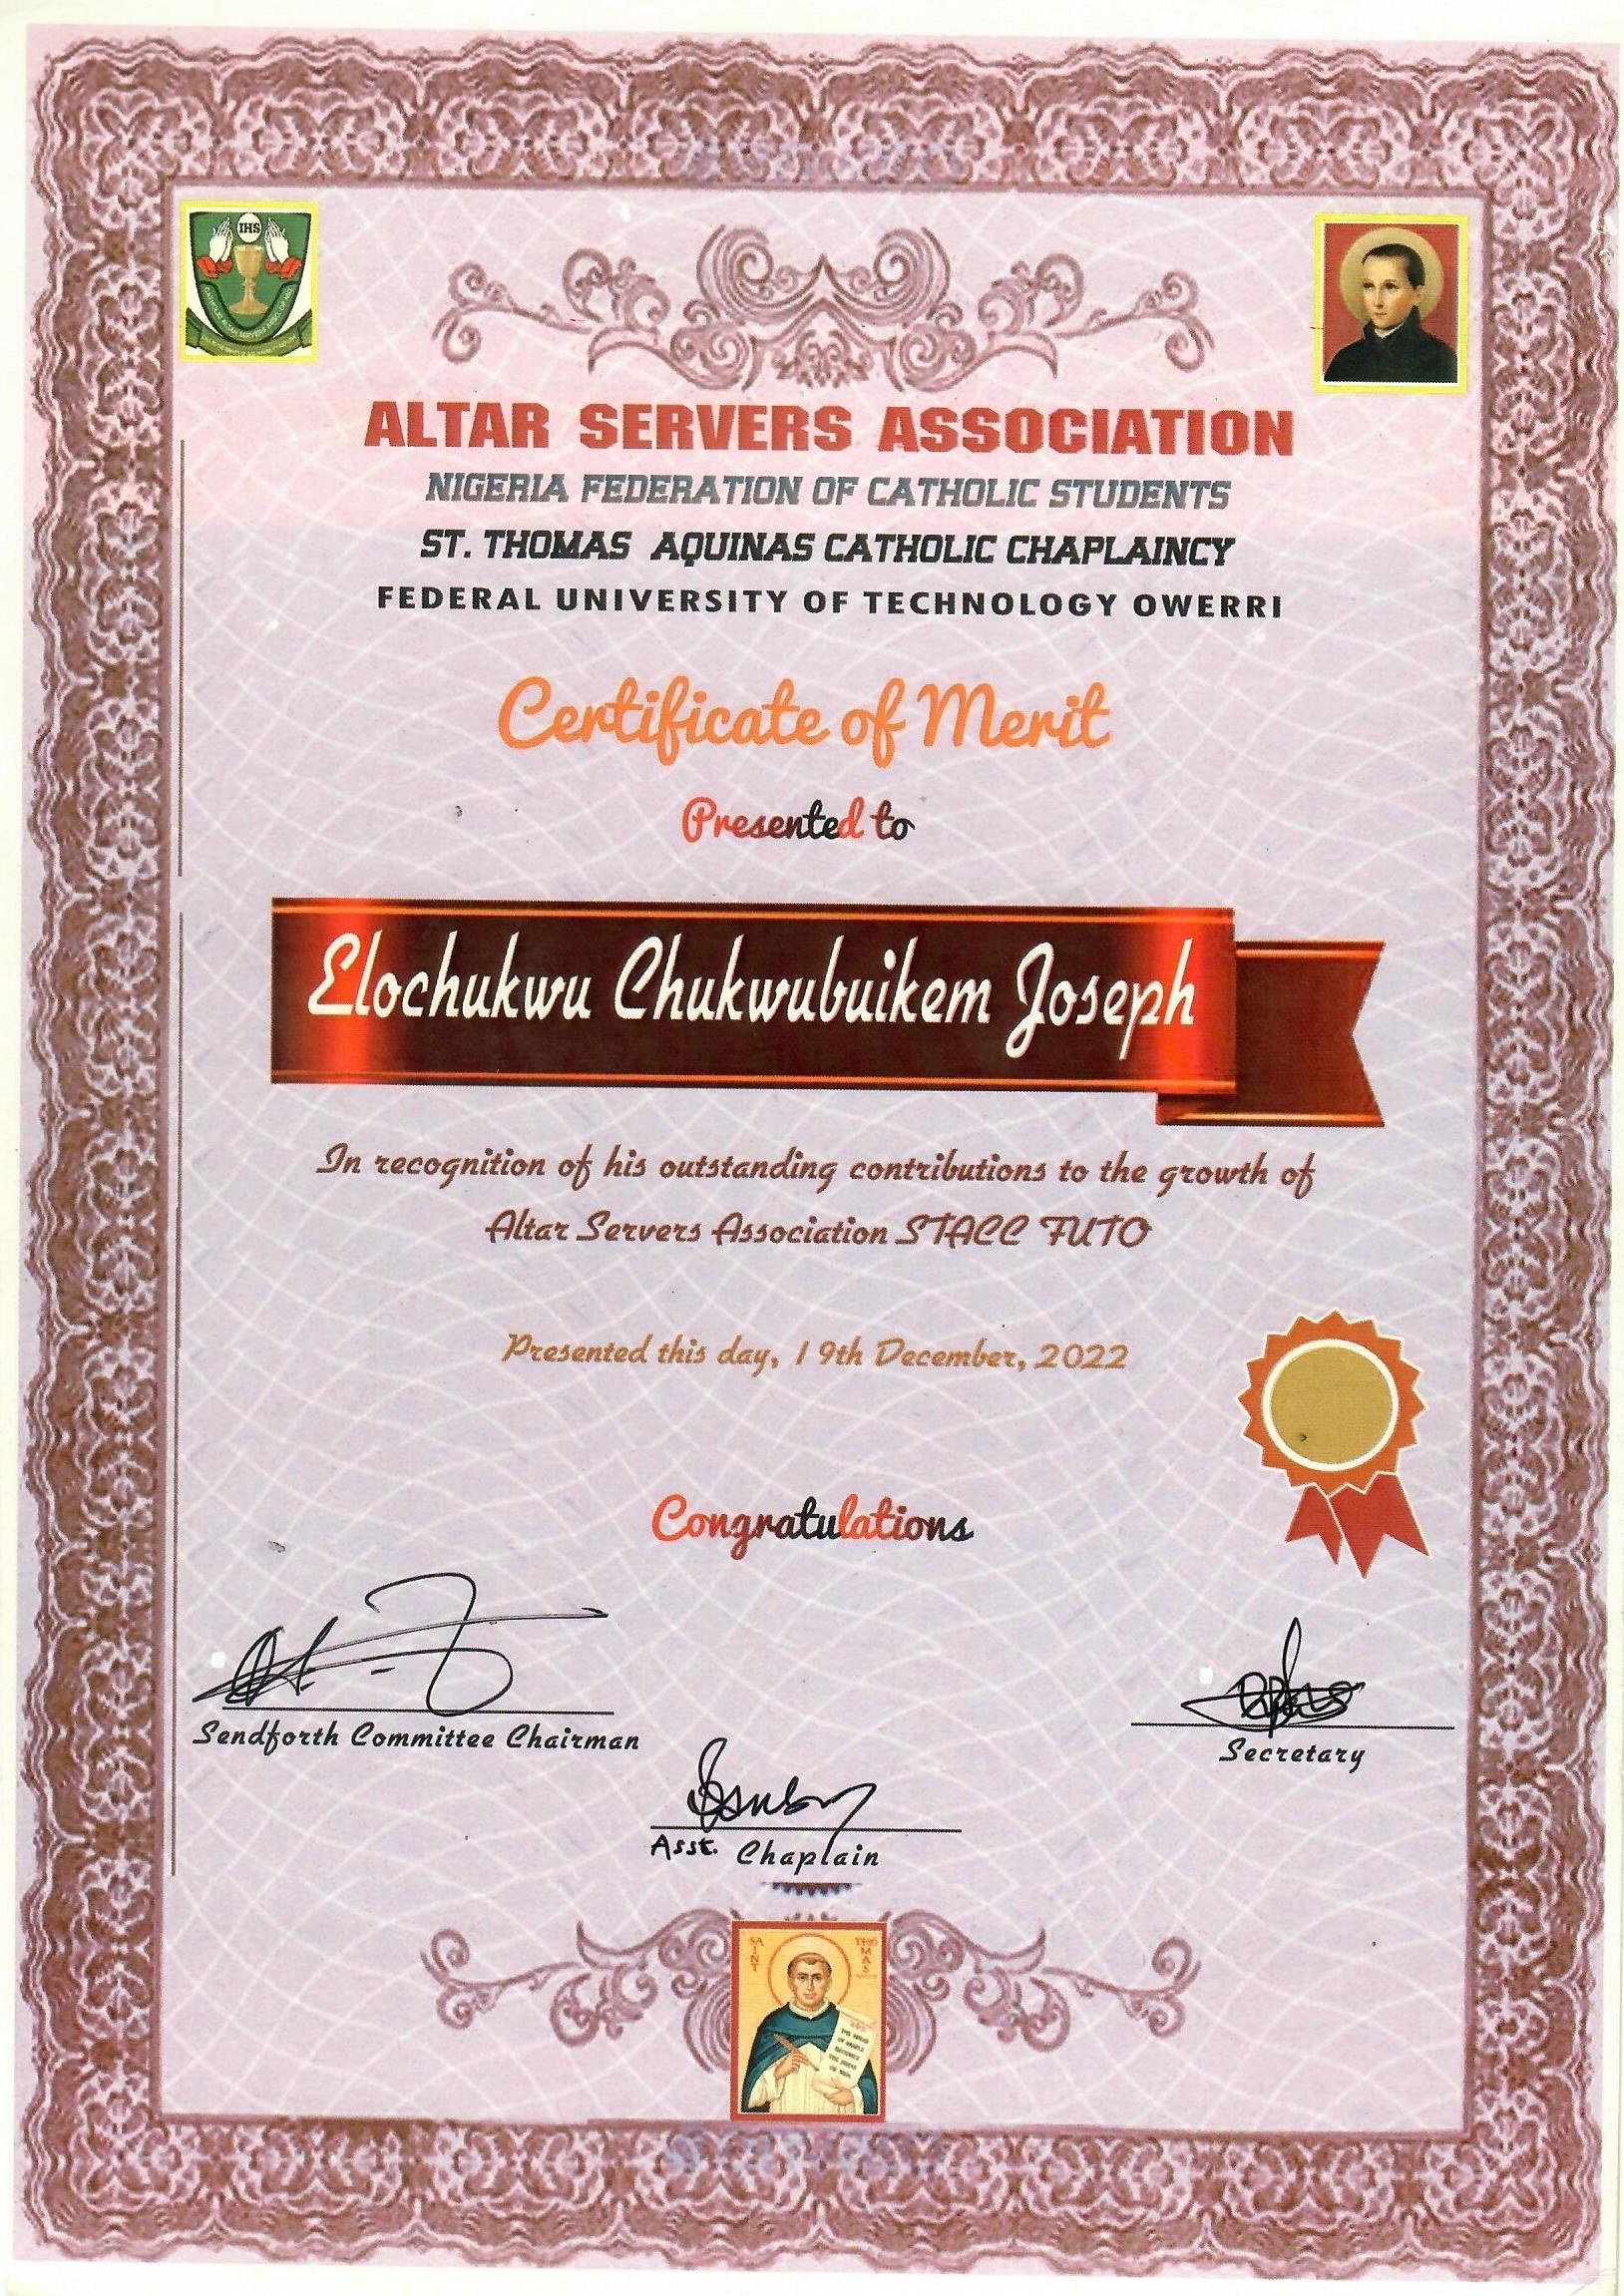 IHS
ALTAR SERVERS ASSOCIATION
NIGERIA FEDERATION OF CATHOLIC STUDENTS
ST. THOMAS AQUINAS CATHOLIC CHAPLAINCY
FEDERAL UNIVERSITY OF TECHNOLOGY OWERRI
Certificate of Merit
Presented to
Elochukwu Chukwubuikem Joseph
In recognition of his outstanding contributions to the growth of
Altar Servers Association STACC FUTO
Presented this day, 19th December, 2022
Congratulations
Sendforth Committee Chairman
Secretary
Asst. Chaplain
SAINT THOMAS